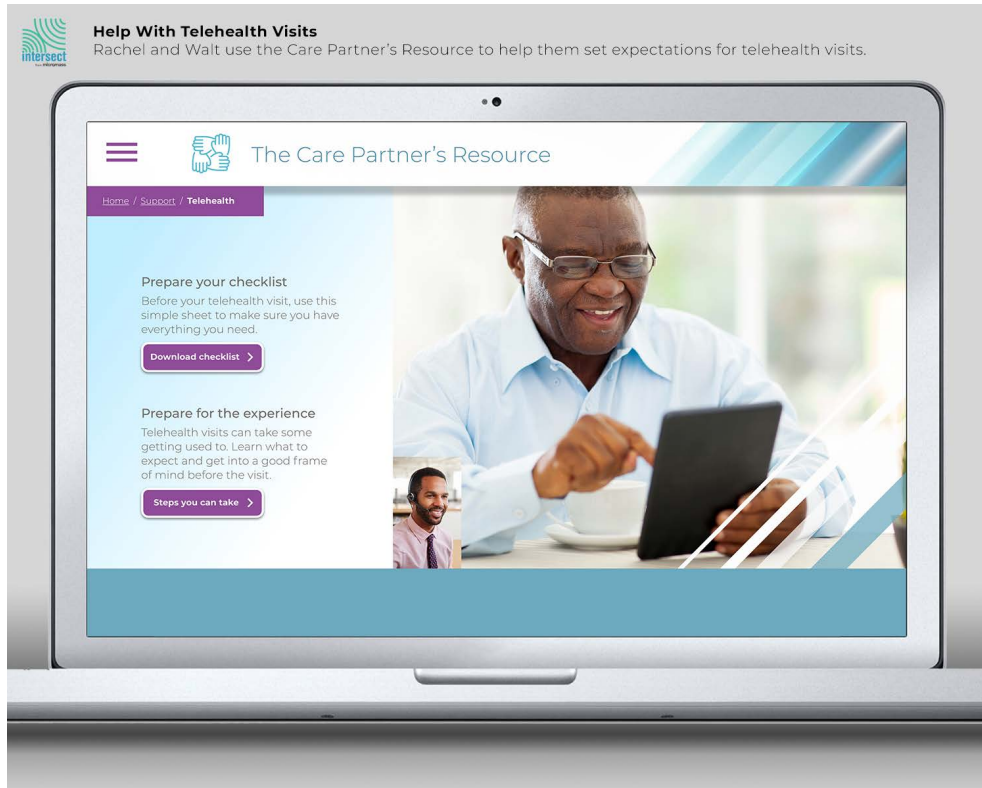 Help With Telehealth Visits
Rachel and Walt use the Care Partner’s Resource to help them set expectations for telehealth visits.
intersect
The Care Partner’s Resource
Home / Support / Telehealth
Prepare your checklist
Before your telehealth visit, use this
simple sheet to make sure you have
everything you need.
Download checklist
Prepare for the experience
Telehealth visits can take some
getting used to. Learn what to
expect and get into a good frame
of mind before the visit.
Steps you can take